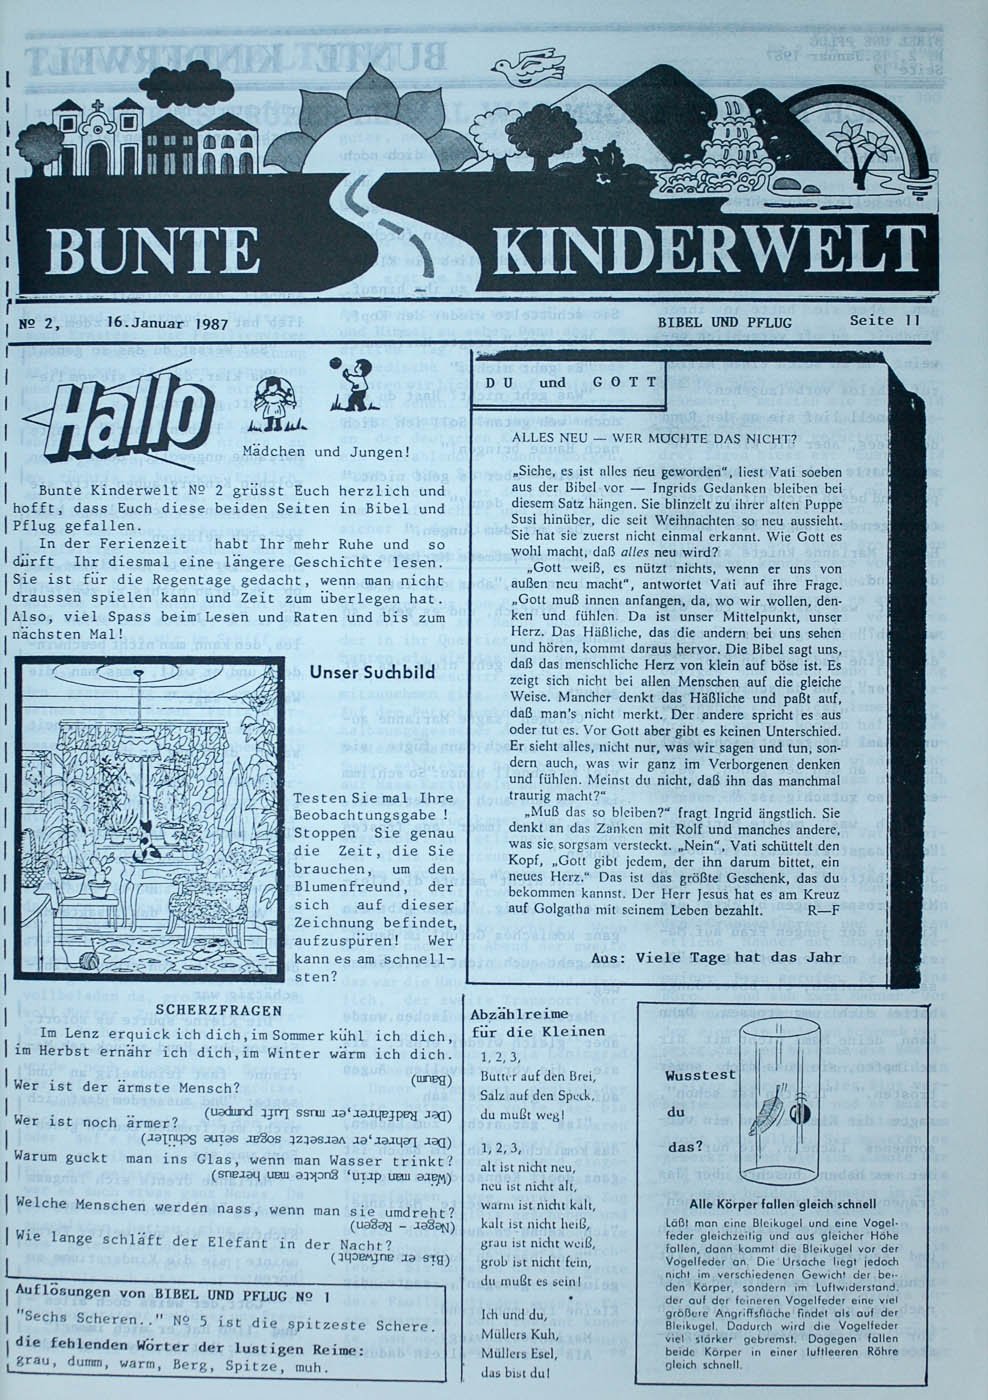 BUNTE KINDERWELT
Nº 2, 16.Januar 1987 BIBEL UND PFLUG Seite 11
Hallo
Mädchen und Jungen!
Bunte Kinderwelt Nº 2 grüsst Euch herzlich und
hofft, dass Euch diese beiden Seiten in Bibel und
Pflug gefallen.
In der Ferienzeit habt Ihr mehr Ruhe und so
dürft Ihr diesmal eine längere Geschichte lesen.
Sie ist für die Regentage gedacht, wenn man nicht
draussen spielen kann und Zeit zum überlegen hat.
Also, viel Spass beim Lesen und Raten und bis zum
nächsten Mal!
Unser Suchbild
Testen Sie mal Ihre
Beobachtungsgabe!
Stoppen Sie genau
die Zeit, die Sie
brauchen, um den
Blumenfreund, der
sich auf dieser
Zeichnung befindet,
aufzuspüren! Wer
kann es am schnell-
sten?
DU und GOTT
ALLES NEU — WER MÖCHTE DAS NICHT?
„Siehe, es ist alles neu geworden“, liest Vati soeben
aus der Bibel vor — Ingrids Gedanken bleiben bei
diesem Satz hängen. Sie blinzelt zu ihrer alten Puppe
Susi hinüber, die seit Weihnachten so neu aussieht.
Sie hat sie zuerst nicht einmal erkannt. Wie Gott es
wohl macht, daß alles neu wird?
„Gott weiß, es nützt nichts, wenn er uns von
außen neu macht“, antwortet Vati auf ihre Frage.
„Gott muß innen anfangen, da, wo wir wollen, den-
ken und fühlen. Da ist unser Mittelpunkt, unser
Herz. Das Häßliche, das die andern bei uns sehen
und hören, kommt daraus hervor. Die Bibel sagt uns,
daß das menschliche Herz von klein auf böse ist. Es
zeigt sich nicht bei allen Menschen auf die gleiche
Weise. Mancher denkt das Häßliche und paßt auf,
daß man's nicht merkt. Der andere spricht es aus
oder tut es. Vor Gott aber gibt es keinen Unterschied.
Er sieht alles, nicht nur, was wir sagen und tun, son-
dern auch, was wir ganz im Verborgenen denken
und fühlen. Meinst du nicht, daß ihn das manchmal
traurig macht?“
„Muß das so bleiben?“ fragt Ingrid ängstlich. Sie
denkt an das Zanken mit Rolf und manches andere,
was sie sorgsam versteckt. „Nein“, Vati schüttelt den
Kopf, „Gott gibt jedem, der ihn darum bittet, ein
neues Herz.“ Das ist das größte Geschenk, das du
bekommen kannst. Der Herr Jesus hat es am Kreuz
auf Golgatha mit seinem Leben bezahlt. R—F
Aus: Viele Tage hat das Jahr
SCHERZFRAGEN
Im Lenz erquick ich dich, im Sommer kühl ich dich,
im Herbst ernähr ich dich, im Winter wärm ich dich.
(Baum)
Wer ist der ärmste Mensch?
(Der Radfahrer, er muss Luft pumpen)
Wer ist noch ärmer?
(Der Lehrer, er versetzt sogar seine Schüler)
Warum guckt man ins Glas, wenn man Wasser trinkt?
(Wäre man drin, guckte man heraus)
Welche Menschen werden nass, wenn man sie umdreht?
(Neger - Regen)
Wie lange schläft der Elefant in der Nacht?
(Bis er aufwacht)
Auflösungen von BIBEL UND PFLUG Nº 1
"Sechs Scheren.." Nº 5 ist die spitzeste Schere.
die fehlenden Wörter der lustigen Reime:
grau, dumm, warm, Berg, Spitze, muh.
Abzählreime
für die Kleinen
1, 2, 3,
Butter auf den Brei,
Salz auf den Speck,
du mußt weg!
1, 2, 3,
alt ist nicht neu,
neu ist nicht alt,
warm ist nicht kalt,
kalt ist nicht heiß,
grau ist nicht weiß,
grob ist nicht fein,
du mußt es sein!
Ich und du,
Müllers Kuh,
Müllers Esel,
das bist du!
Wusstest
du
das?
Alle Körper fallen gleich schnell
Läßt man eine Bleikugel und eine Vogel-
feder gleichzeitig und aus gleicher Höhe
fallen, dann kommt die Bleikugel vor der
Vogelfeder an. Die Ursache liegt jedoch
nicht im verschiedenen Gewicht der bei-
den Körper, sondern im Luftwiderstand,
der auf der feineren Vogelfeder eine viel
größere Angriffsfläche findet als auf der
Bleikugel. Dadurch wird die Vogelfeder
viel stärker gebremst. Dagegen fallen
beide Körper in einer luftleeren Röhre
gleich schnell.